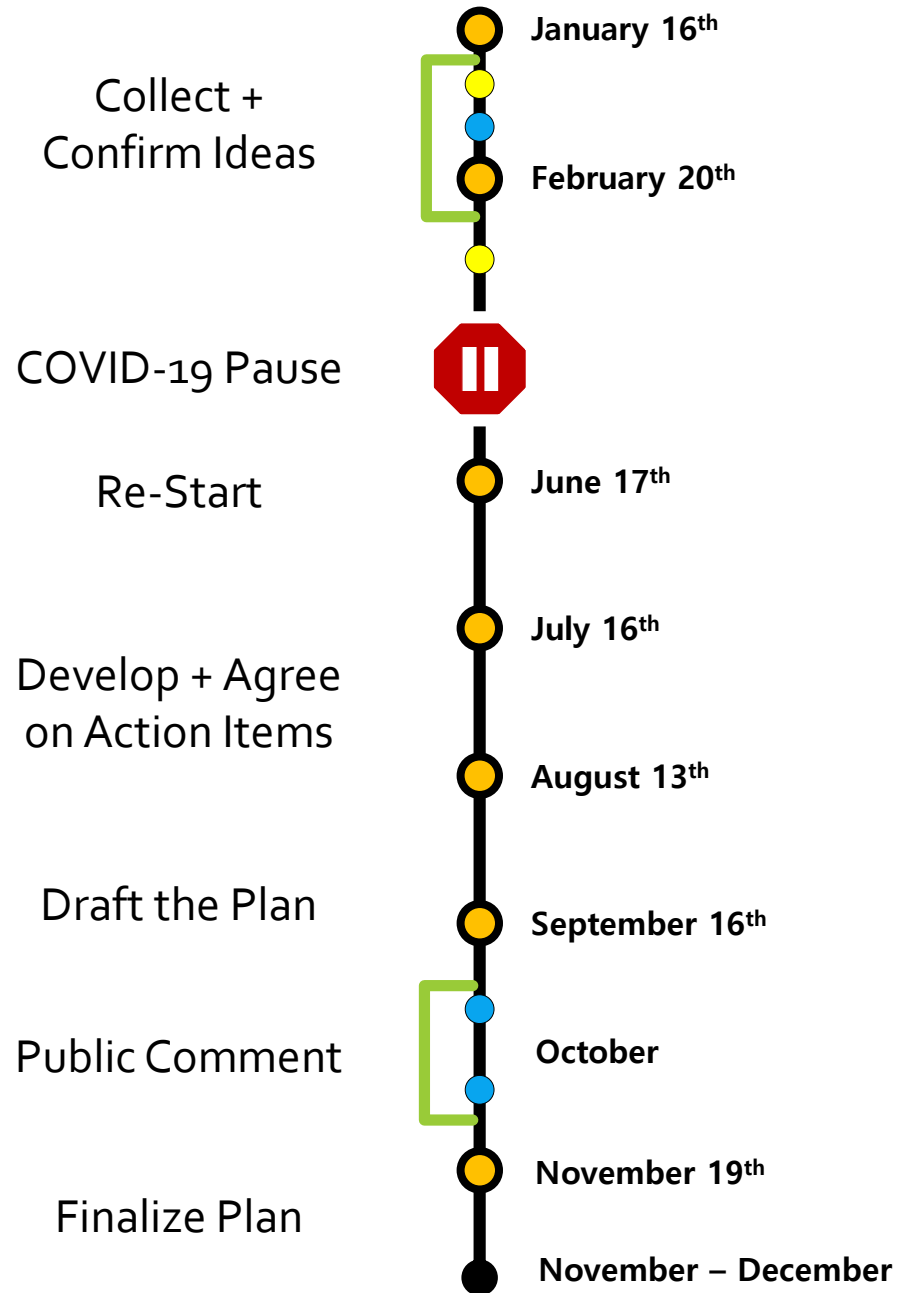 January 16th
Collect +
Confirm Ideas
February 20th
COVID-19 Pause
Re-Start
June 17th
July 16th
Develop + Agree
on Action Items
August 13th
Draft the Plan
September 16th
Public Comment
October
November 19th
Finalize Plan
November – December